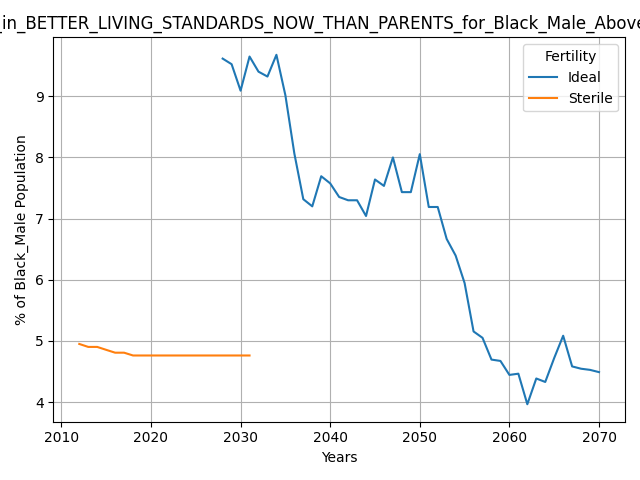 _in_BETTER_LIVING_STANDARDS_NOW_THAN_PARENTS_for_Black_Male_Above
Fertility
Ideal
Sterile
% of Black_Male Population
9
8
7
6
5
4
2010 2020 2030 2040 2050 2060 2070
Years